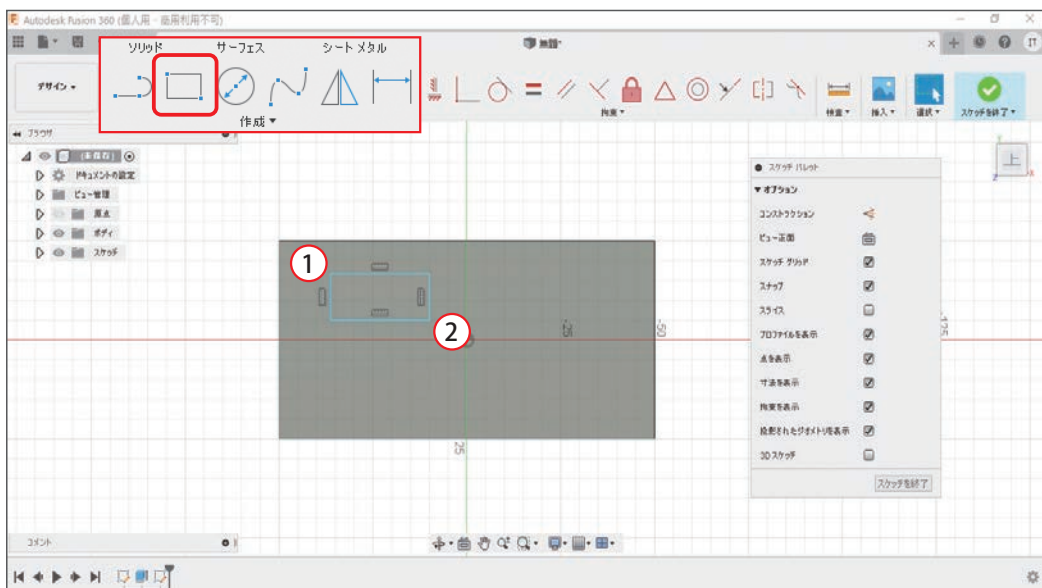 Autodesk Fusion 360 (個人用 - 商用利用不可)
無題*
IT
ソリッド サーフェス シート メタル
デザイン ▾
作成 ▾
拘束 ▾
検査 ▾
挿入 ▾
選択 ▾
スケッチを終了 ▾
ブラウザ
(未保存)
ドキュメントの設定
ビュー管理
原点
ボディ
スケッチ
上
Z
X
スケッチ パレット
▼ オプション
コンストラクション
ビュー正面
スケッチ グリッド
スナップ
スライス
プロファイルを表示
点を表示
寸法を表示
拘束を表示
投影されたジオメトリを表示
3D スケッチ
スケッチを終了
1
2
-25
-50
-125
25
コメント